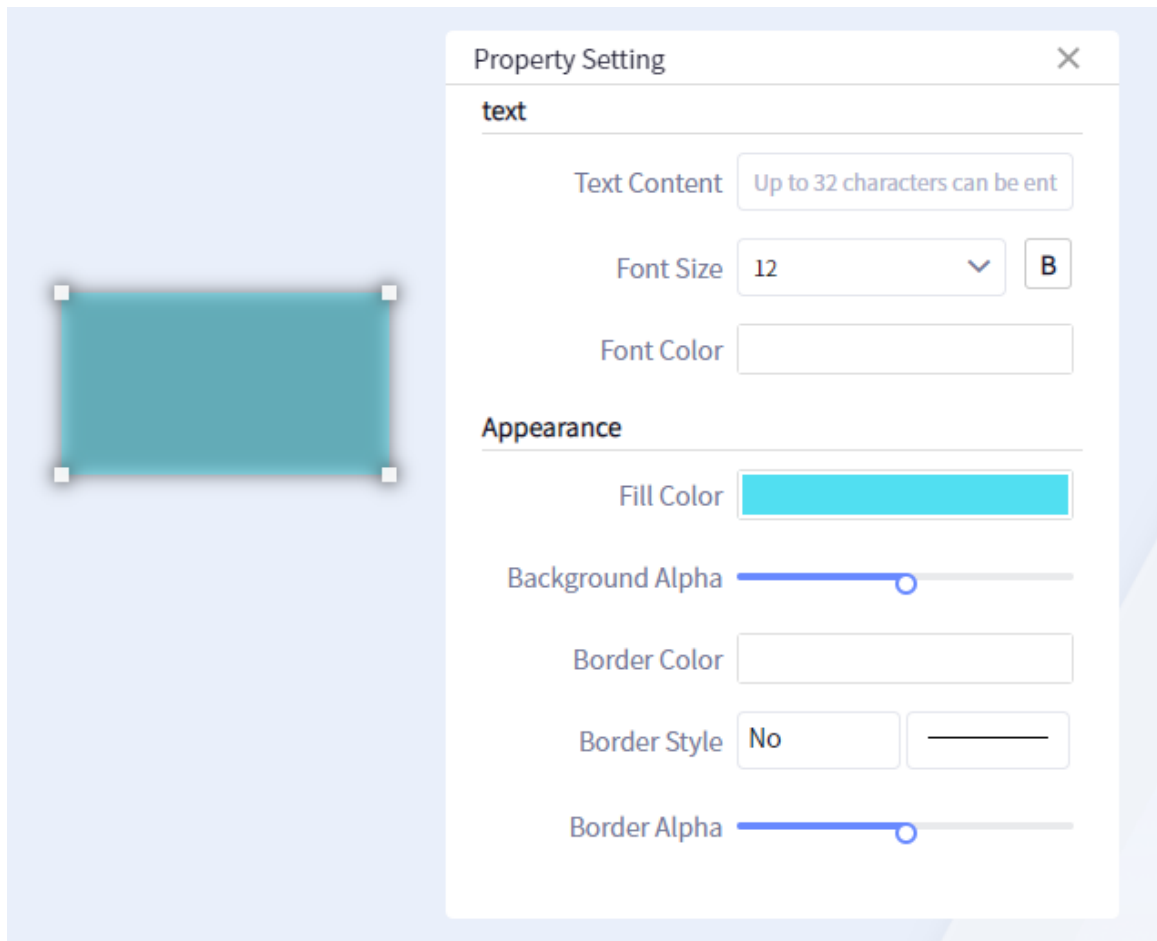 Property Setting
text
Text Content Up to 32 characters can be ent
Font Size 12 B
Font Color
Appearance
Fill Color
Background Alpha
Border Color
Border Style No
Border Alpha